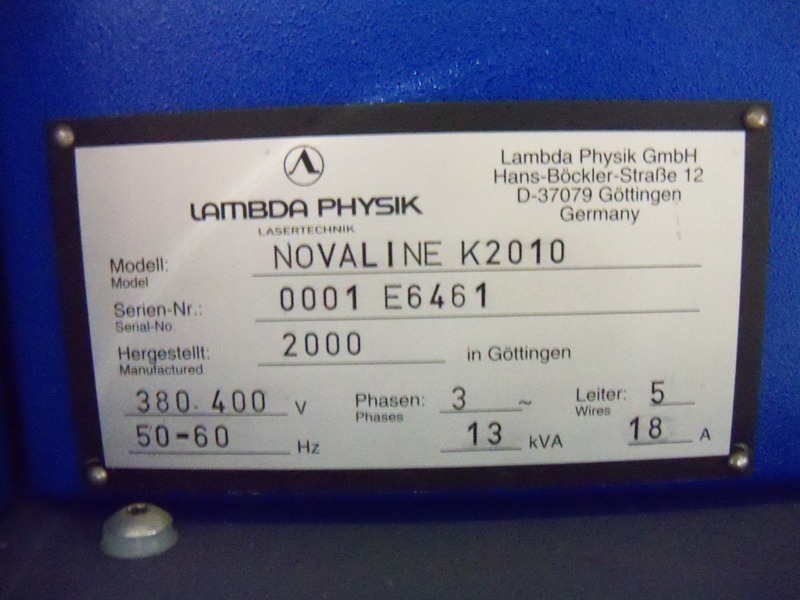 LAMBDA PHYSIK
LASERTECHNIK
Lambda Physik GmbH
Hans-Böckler-Straße 12
D-37079 Göttingen
Germany
Modell: NOVALINE K2010
Model
Serien-Nr.: 0001 E6461
Serial-No.
Hergestellt: 2000 in Göttingen
Manufactured
380.400 V Phasen: 3 ~ Leiter: 5
Phases Wires
50-60 Hz 13 kVA 18 A